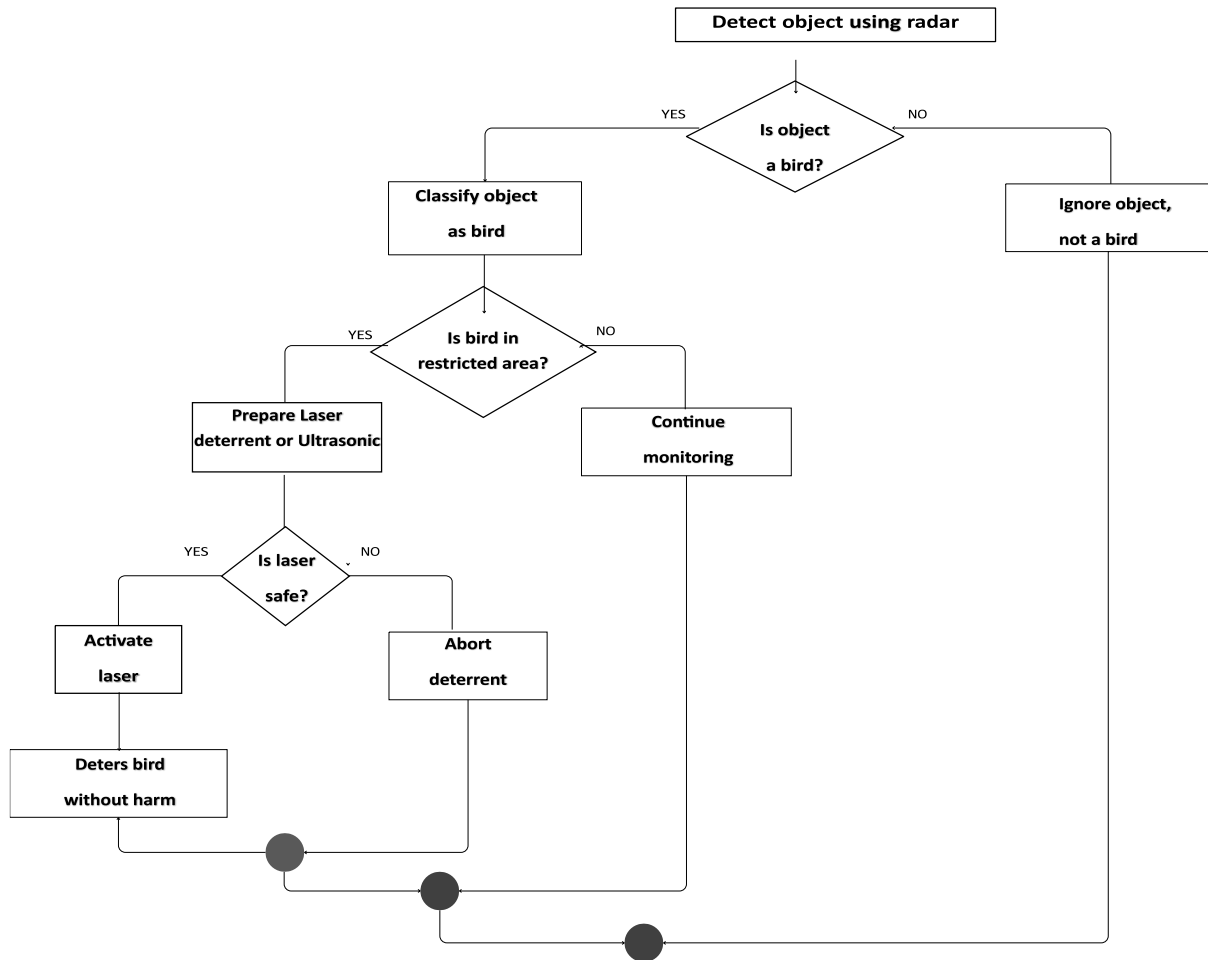 Detect object using radar
YES
NO
Is object
a bird?
Classify object
as bird
Ignore object,
not a bird
YES
NO
Is bird in
restricted area?
Prepare Laser
deterrent or Ultrasonic
Continue
monitoring
YES
NO
Is laser
safe?
Activate
laser
Abort
deterrent
Deters bird
without harm